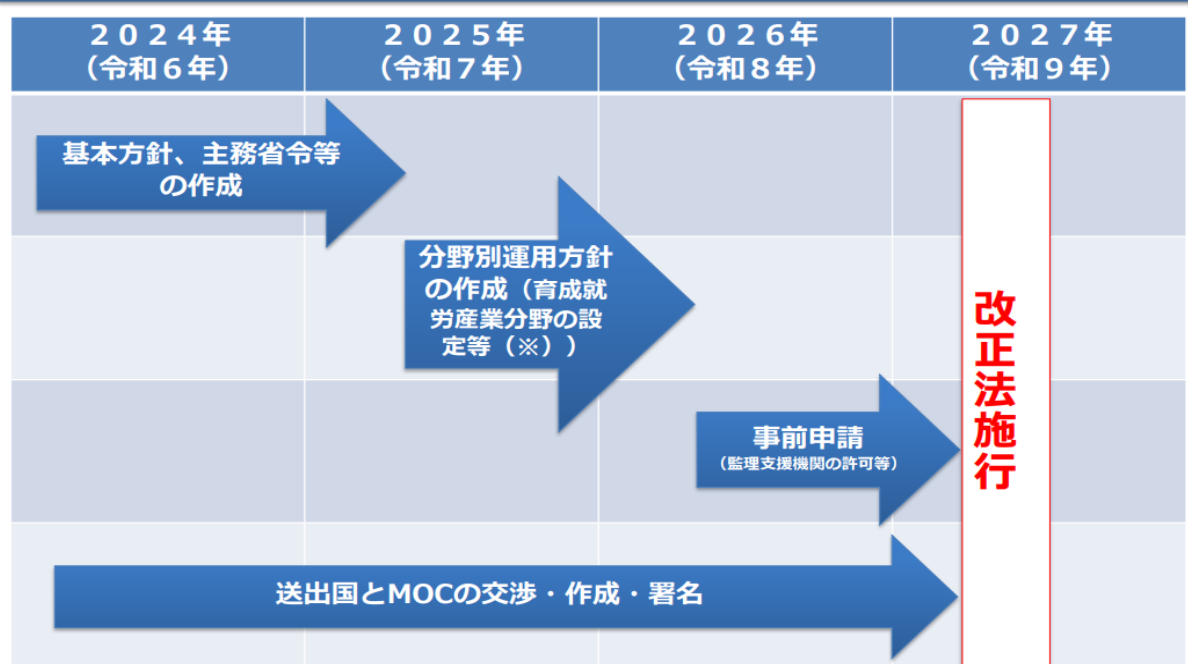 ２０２４年
（令和６年）
２０２５年
（令和７年）
２０２６年
（令和８年）
２０２７年
（令和９年）
基本方針、主務省令等
の作成
分野別運用方針
の作成（育成就
労産業分野の設
定等（※））
事前申請
（監理支援機関の許可等）
送出国とMOCの交渉・作成・署名
改正法施行